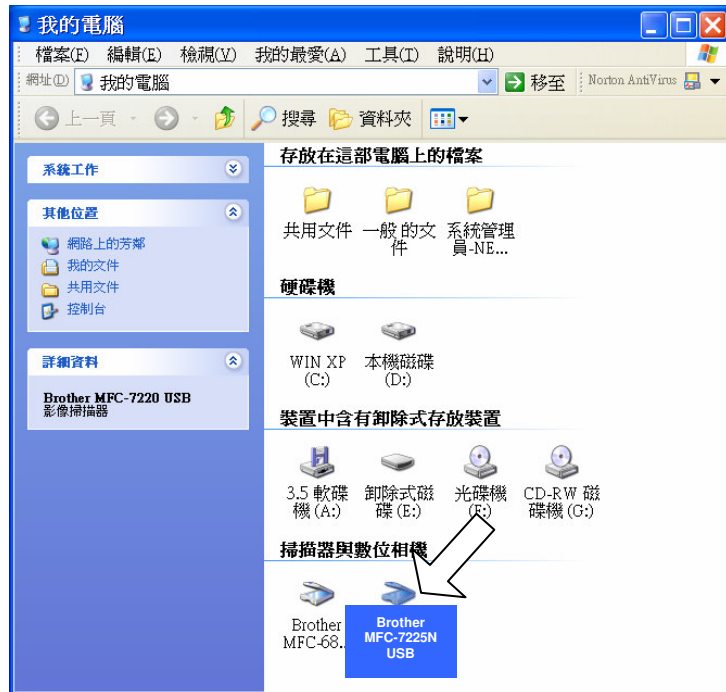 我的電腦
檔案(F) 編輯(E) 檢視(V) 我的最愛(A) 工具(T) 說明(H)
網址(D) 我的電腦 移至 Norton AntiVirus
上一頁 搜尋 資料夾
系統工作
其他位置
網路上的芳鄰
我的文件
共用文件
控制台
詳細資料
Brother MFC-7220 USB
影像掃描器
存放在這部電腦上的檔案
共用文件 一般的文件 系統管理員-NE...
硬碟機
WIN XP (C:) 本機磁碟 (D:)
裝置中含有卸除式存放裝置
3.5 軟碟機 (A:) 卸除式磁碟 (E:) 光碟機 (F:) CD-RW 磁碟機 (G:)
掃描器與數位相機
Brother MFC-68..
Brother
MFC-7225N
USB